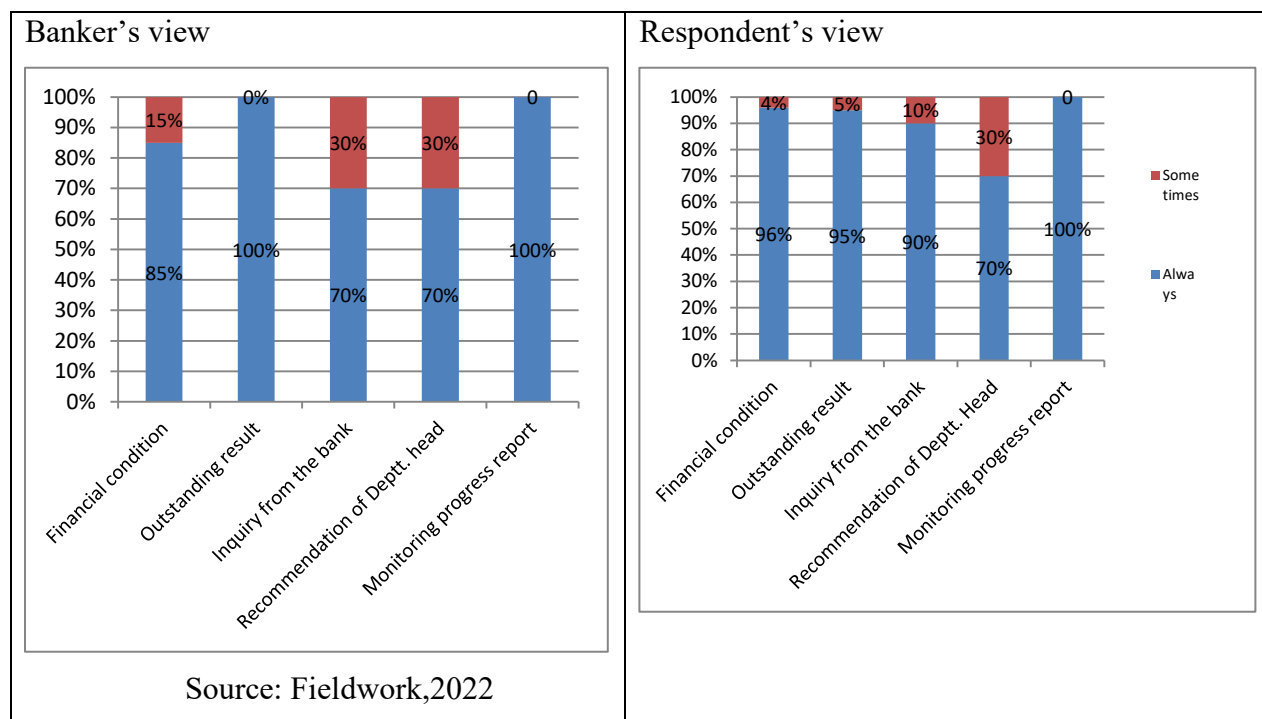 Banker's view
100%
90%
80%
70%
60%
50%
40%
30%
20%
10%
0%
15%
85%
0%
100%
30%
70%
30%
70%
0
100%
Financial condition
Outstanding result
Inquiry from the bank
Recommendation of Deptt. head
Monitoring progress report
Source: Fieldwork,2022
Respondent's view
100%
90%
80%
70%
60%
50%
40%
30%
20%
10%
0%
4%
96%
5%
95%
10%
90%
30%
70%
0
100%
Financial condition
Outstanding result
Inquiry from the bank
Recommendation of Deptt. Head
Monitoring progress report
Some
times
Alwa
ys